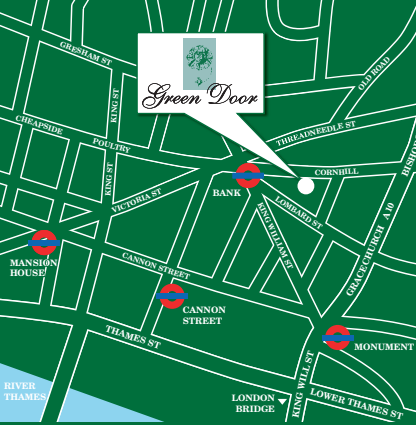 GRESHAM ST
Green Door
OLD ROAD
KING ST
CHEAPSIDE
POULTRY
THREADNEEDLE ST
BISHOP
CORNHILL
BANK
KING ST
VICTORIA ST
LOMBARD ST
KING WILLIAM ST
GRACECHURCH A10
MANSION
HOUSE
CANNON STREET
CANNON
STREET
THAMES ST
MONUMENT
RIVER
THAMES
LONDON
BRIDGE
KING WILL ST
LOWER THAMES ST